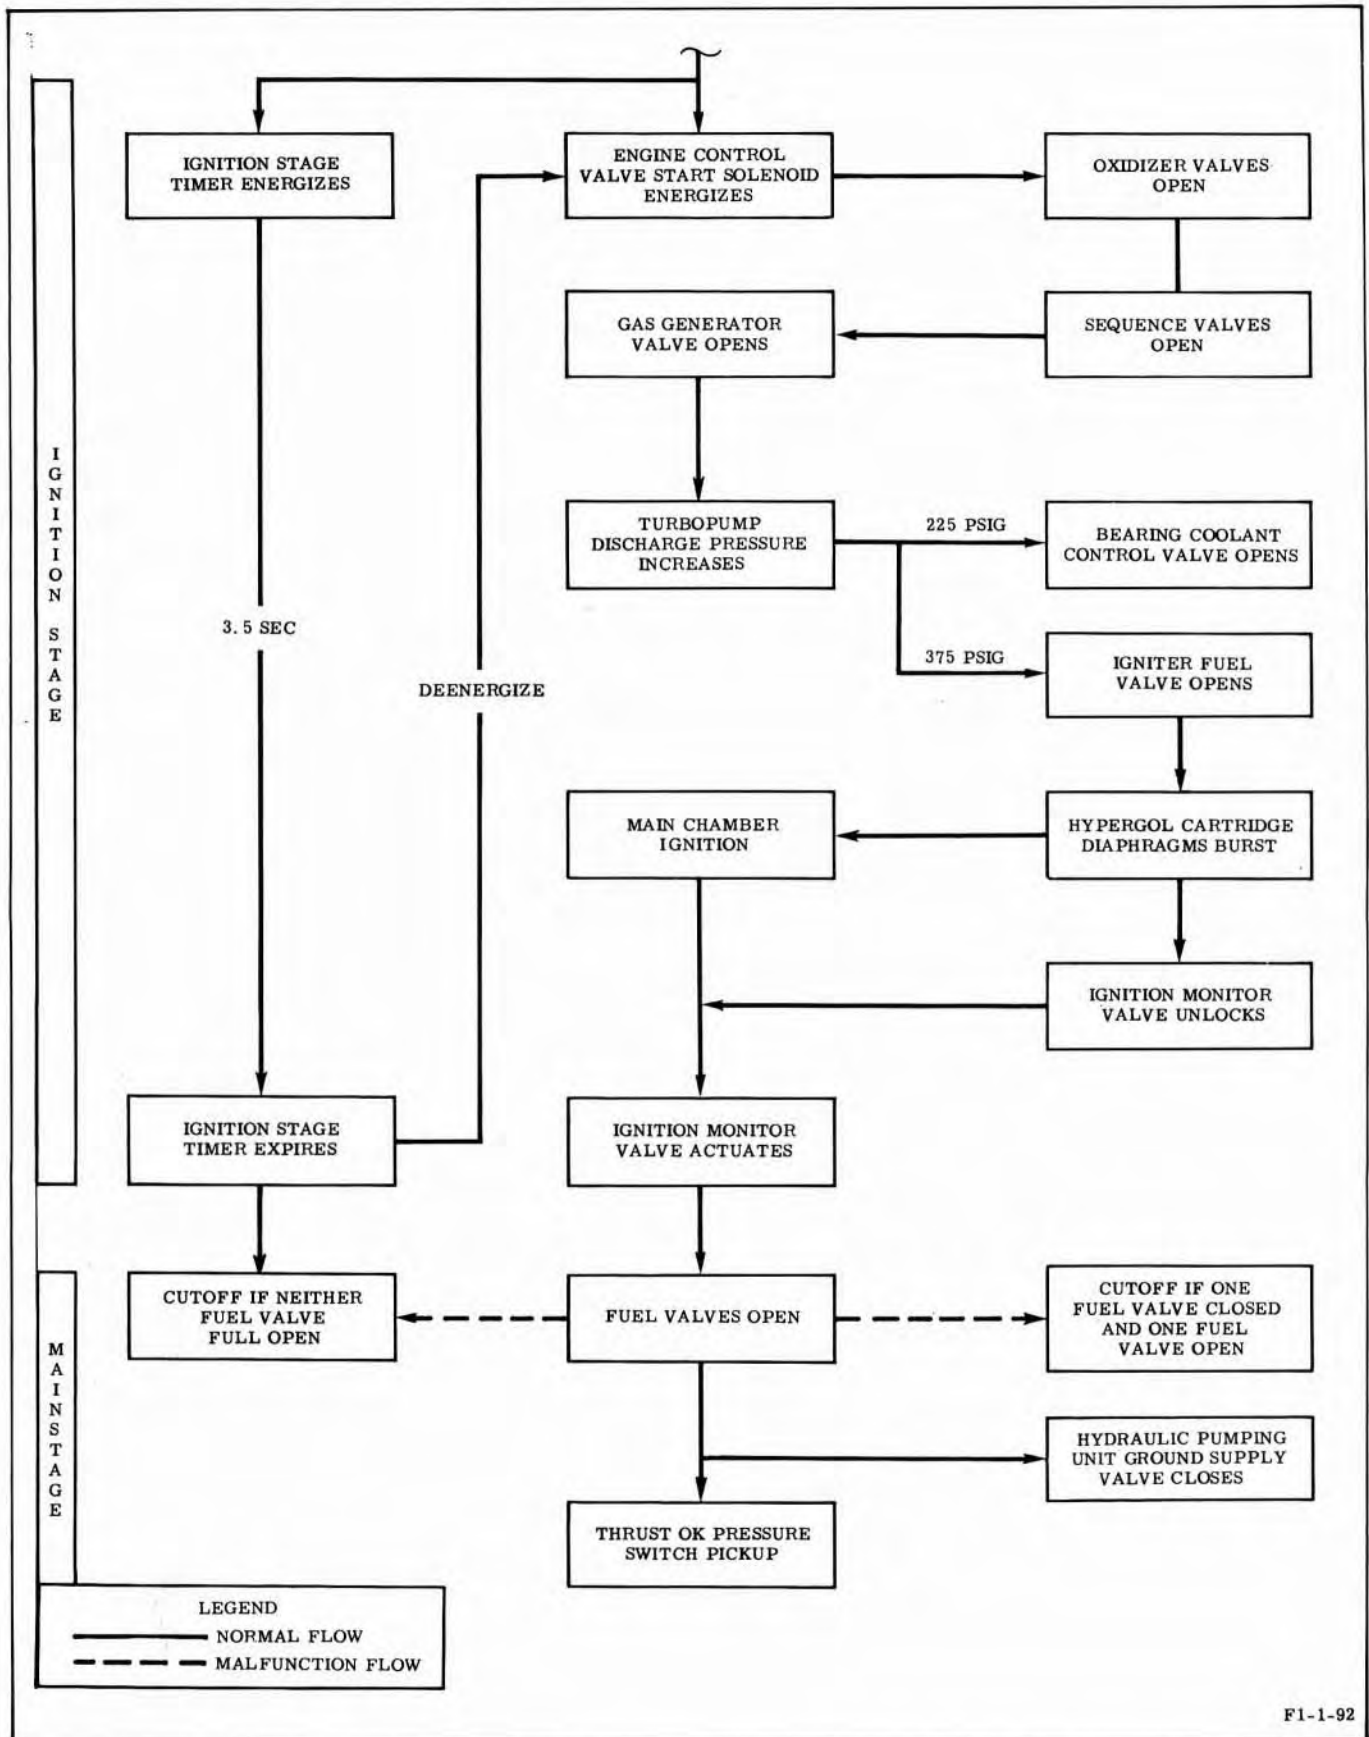 IGNITION STAGE
IGNITION STAGE
TIMER ENERGIZES
ENGINE CONTROL
VALVE START SOLENOID
ENERGIZES
OXIDIZER VALVES
OPEN
GAS GENERATOR
VALVE OPENS
SEQUENCE VALVES
OPEN
TURBOPUMP
DISCHARGE PRESSURE
INCREASES
225 PSIG
BEARING COOLANT
CONTROL VALVE OPENS
3.5 SEC
375 PSIG
IGNITER FUEL
VALVE OPENS
DEENERGIZE
MAIN CHAMBER
IGNITION
HYPERGOL CARTRIDGE
DIAPHRAGMS BURST
IGNITION MONITOR
VALVE UNLOCKS
IGNITION STAGE
TIMER EXPIRES
IGNITION MONITOR
VALVE ACTUATES
MAINSTAGE
CUTOFF IF NEITHER
FUEL VALVE
FULL OPEN
FUEL VALVES OPEN
CUTOFF IF ONE
FUEL VALVE CLOSED
AND ONE FUEL
VALVE OPEN
HYDRAULIC PUMPING
UNIT GROUND SUPPLY
VALVE CLOSES
THRUST OK PRESSURE
SWITCH PICKUP
LEGEND
NORMAL FLOW
MALFUNCTION FLOW
F1-1-92